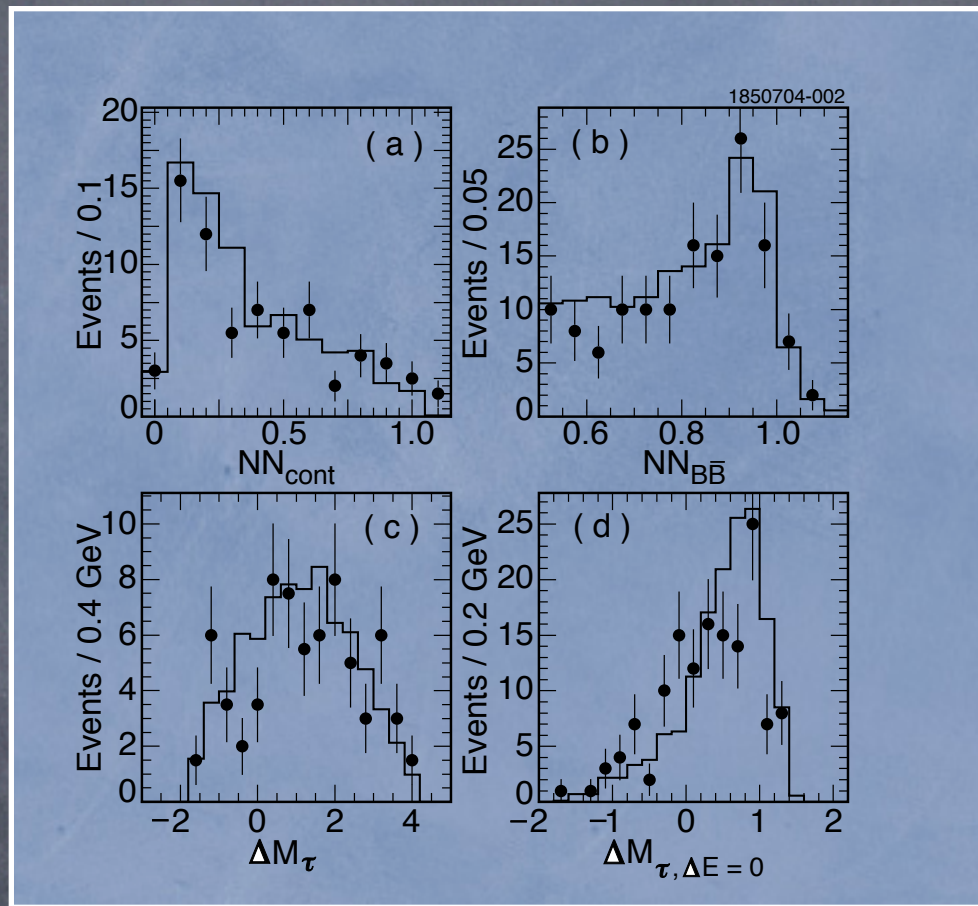 1850704-002
20
15
10
5
0
Events / 0.1
( a )
0 0.5 1.0
NN_cont
25
20
15
10
5
0
Events / 0.05
( b )
0.6 0.8 1.0
NN_BB̅
10
8
6
4
2
0
Events / 0.4 GeV
( c )
−2 0 2 4
ΔM_τ
25
20
15
10
5
0
Events / 0.2 GeV
( d )
−2 −1 0 1 2
ΔM_τ, ΔE = 0